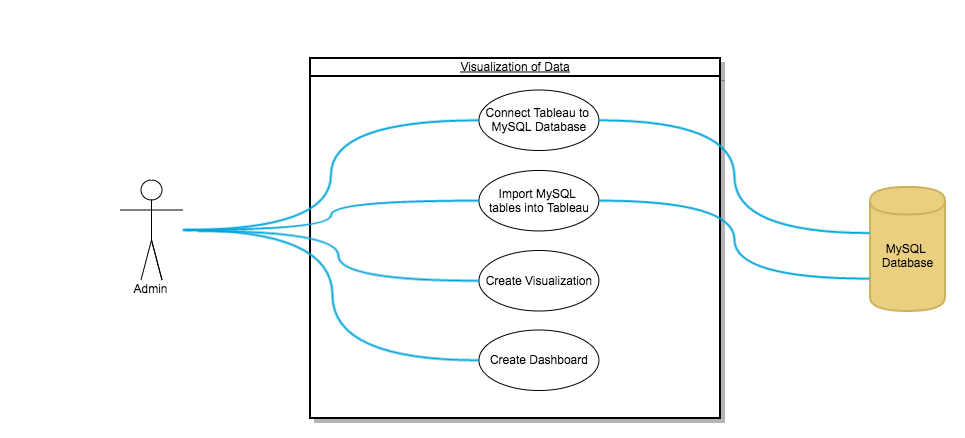 Visualization of Data
Connect Tableau to
MySQL Database
Import MySQL
tables into Tableau
MySQL
Database
Create Visualization
Admin
Create Dashboard